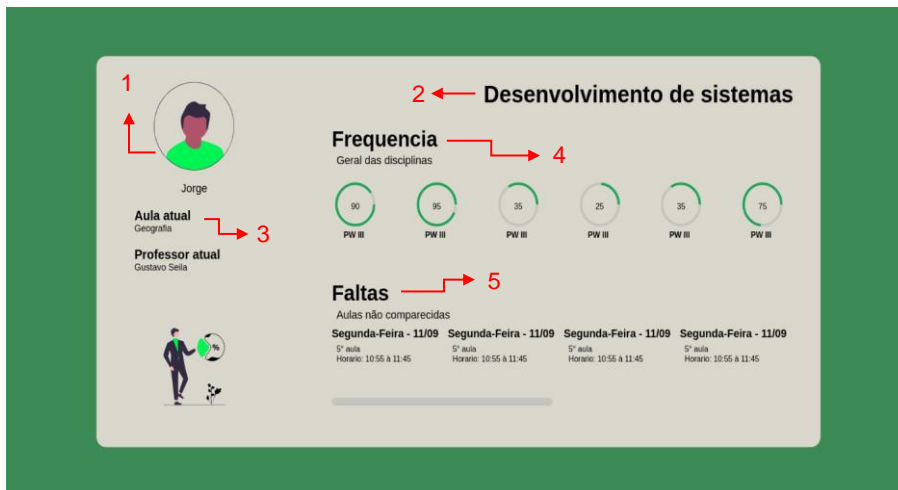 1
2
Desenvolvimento de sistemas
Jorge
Aula atual
Geografia
3
Professor atual
Gustavo Seila
%
Frequencia
4
Geral das disciplinas
90 95 35 25 35 75
PW III PW III PW III PW III PW III PW III
Faltas
5
Aulas não comparecidas
Segunda-Feira - 11/09 Segunda-Feira - 11/09 Segunda-Feira - 11/09 Segunda-Feira - 11/09
5° aula 5° aula 5° aula 5° aula
Horario: 10:55 à 11:45 Horario: 10:55 à 11:45 Horario: 10:55 à 11:45 Horario: 10:55 à 11:45